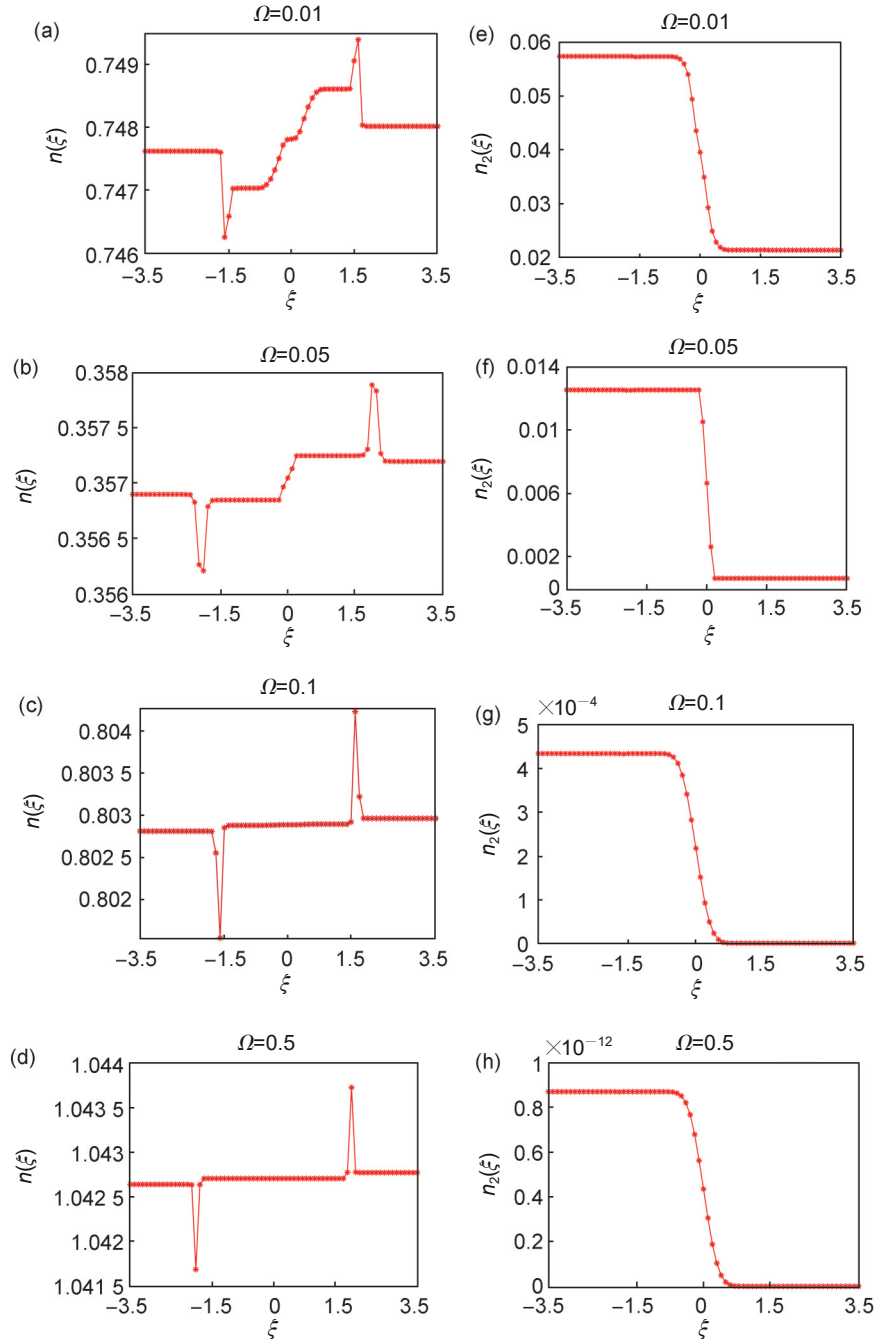 (a) Ω=0.01
0.749
0.748
0.747
0.746
n(ξ)
−3.5 −1.5 0 1.5 3.5
ξ
(e) Ω=0.01
0.06
0.05
0.04
0.03
0.02
n₂(ξ)
−3.5 −1.5 0 1.5 3.5
ξ
(b) Ω=0.05
0.358
0.357 5
0.357
0.356 5
0.356
n(ξ)
−3.5 −1.5 0 1.5 3.5
ξ
(f) Ω=0.05
0.014
0.012
0.006
0.002
0
n₂(ξ)
−3.5 −1.5 0 1.5 3.5
ξ
(c) Ω=0.1
0.804
0.803 5
0.803
0.802 5
0.802
n(ξ)
−3.5 −1.5 0 1.5 3.5
ξ
(g) Ω=0.1
×10⁻⁴
5
4
3
2
1
0
n₂(ξ)
−3.5 −1.5 0 1.5 3.5
ξ
(d) Ω=0.5
1.044
1.043 5
1.043
1.042 5
1.042
1.041 5
n(ξ)
−3.5 −1.5 0 1.5 3.5
ξ
(h) Ω=0.5
×10⁻¹²
1
0.8
0.6
0.4
0.2
0
n₂(ξ)
−3.5 −1.5 0 1.5 3.5
ξ